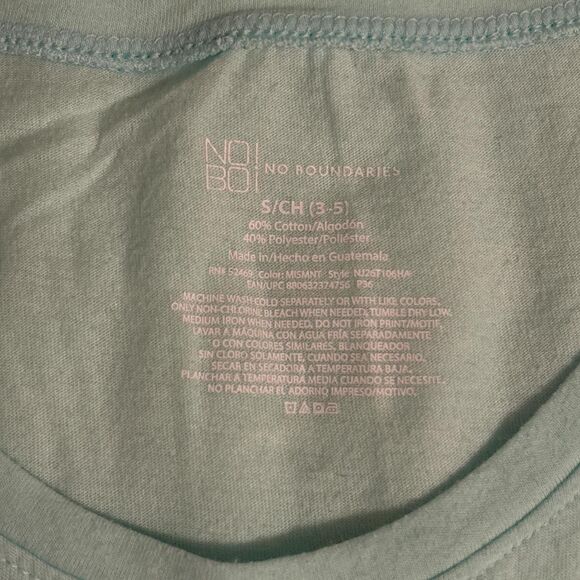 NO!
BO!
NO BOUNDARIES
S/CH (3-5)
60% Cotton/Algodón
40% Polyester/Poliéster
Made in/Hecho en Guatemala
RN# 52469 Color: MISMNT Style: NJ26T106HA
EAN/UPC 880632374756 P36
MACHINE WASH COLD SEPARATELY OR WITH LIKE COLORS.
ONLY NON-CHLORINE BLEACH WHEN NEEDED, TUMBLE DRY LOW,
MEDIUM IRON WHEN NEEDED. DO NOT IRON PRINT/MOTIF.
LAVAR A MÁQUINA CON AGUA FRÍA SEPARADAMENTE
O CON COLORES SIMILARES. BLANQUEADOR
SIN CLORO SOLAMENTE, CUANDO SEA NECESARIO.
SECAR EN SECADORA A TEMPERATURA BAJA.
PLANCHAR A TEMPERATURA MEDIA CUANDO SE NECESITE.
NO PLANCHAR EL ADORNO IMPRESO/MOTIVO.